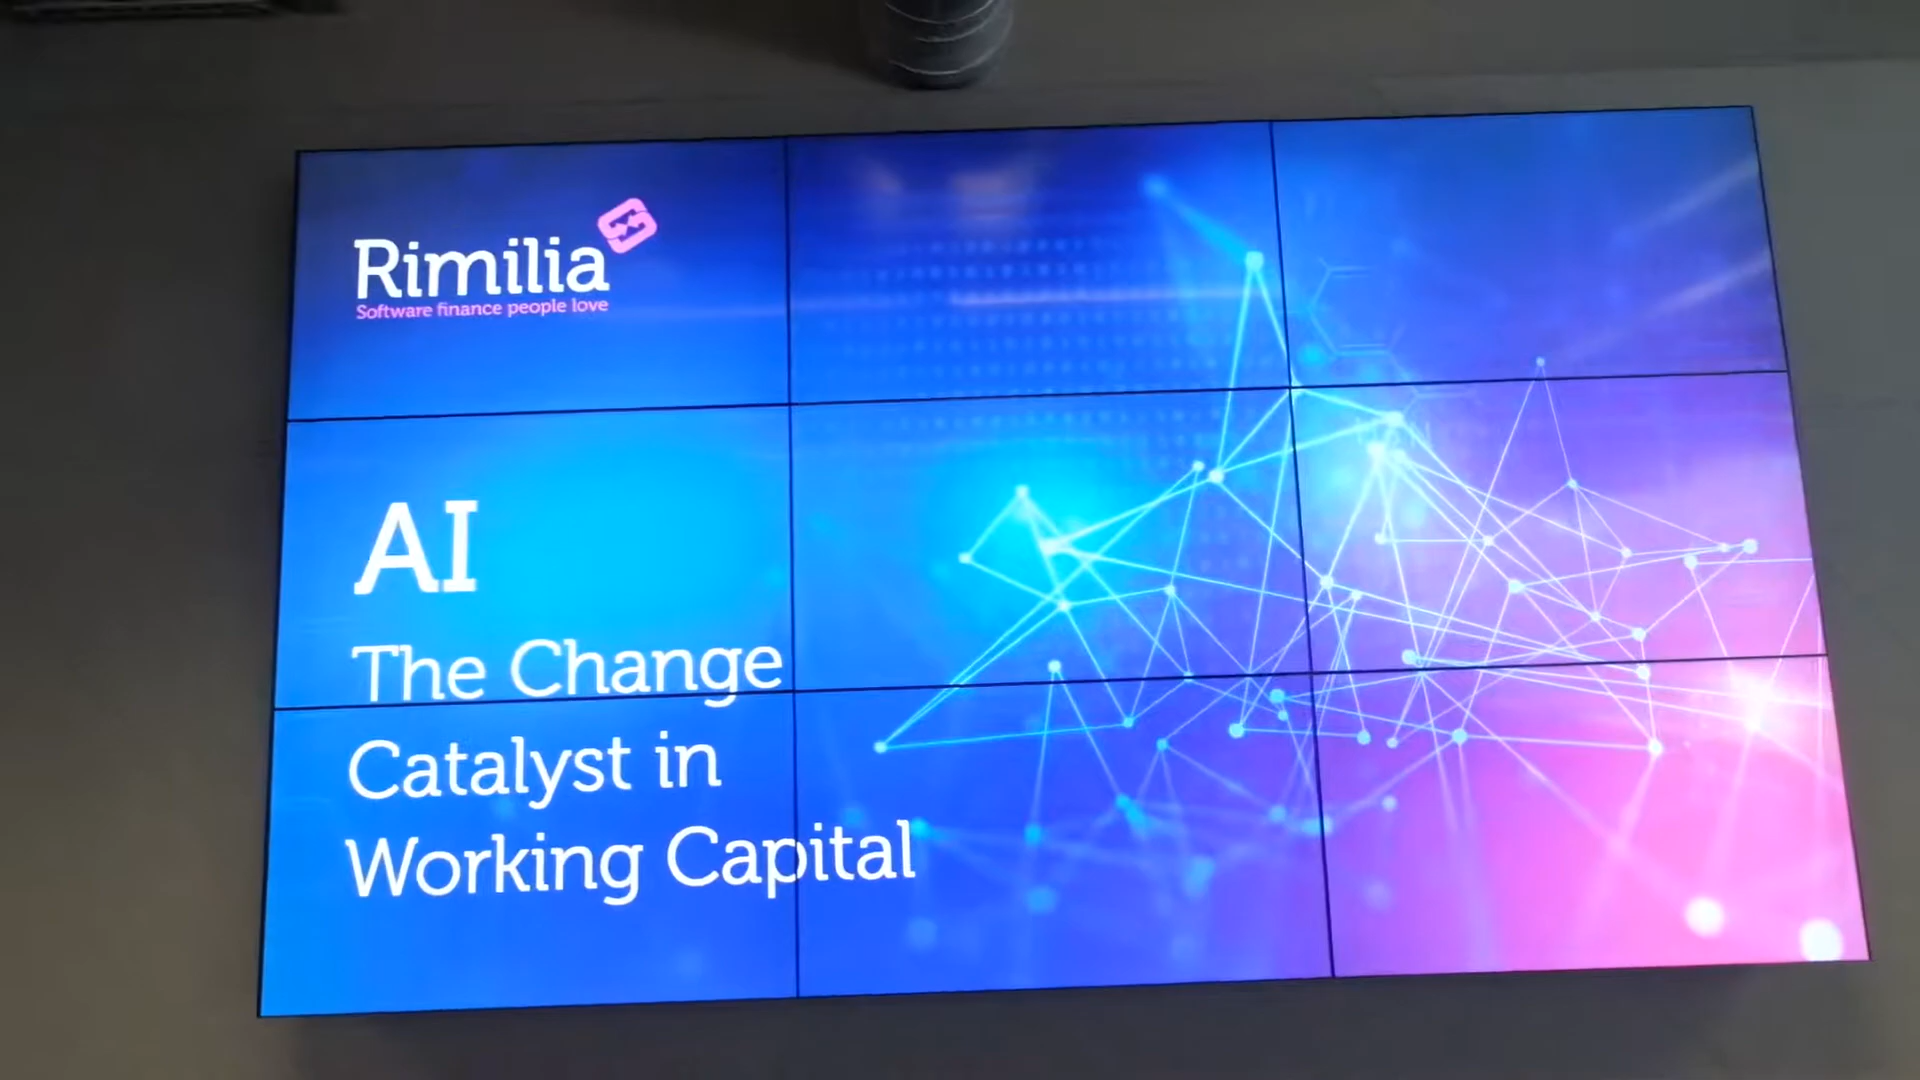 Rimilia
Software finance people love
AI
The Change
Catalyst in
Working Capital